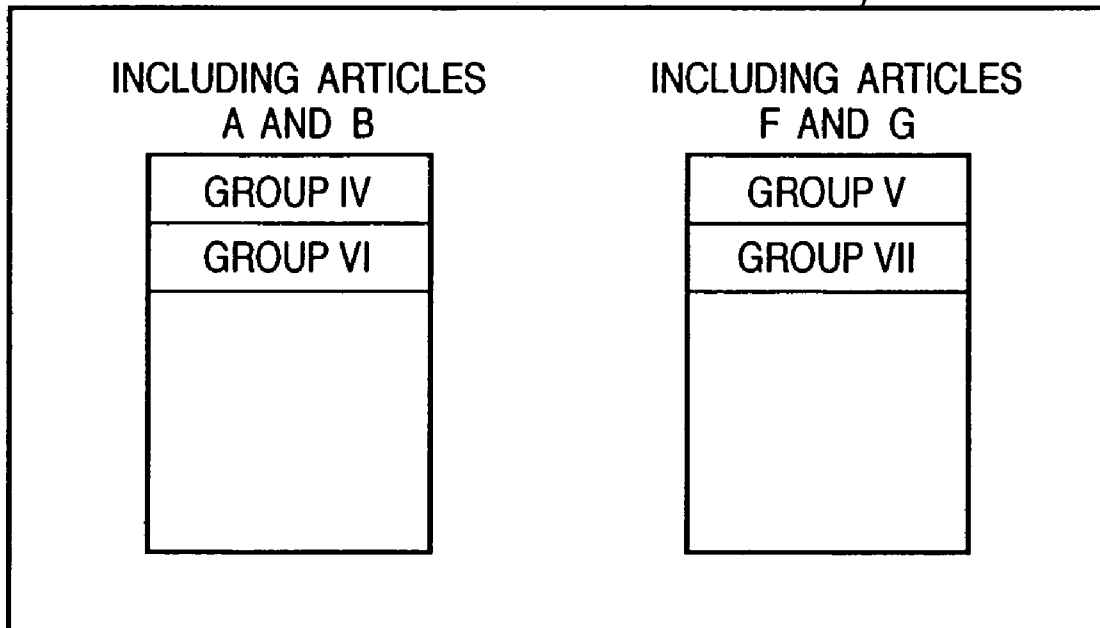 INCLUDING ARTICLES
A AND B
GROUP IV
GROUP VI
INCLUDING ARTICLES
F AND G
GROUP V
GROUP VII